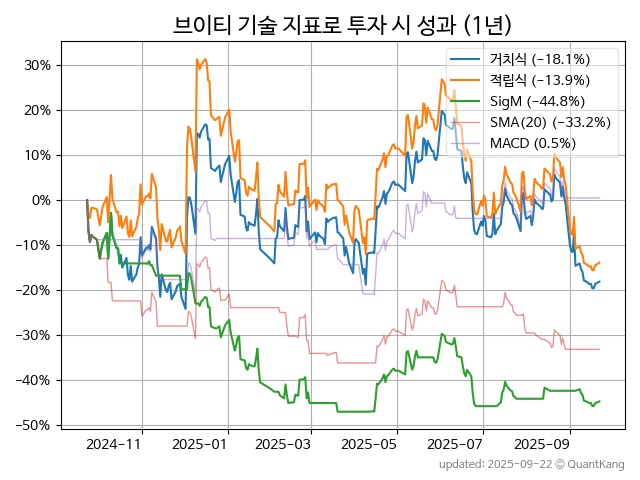 브이티 기술 지표로 투자 시 성과 (1년)
거치식 (−18.1%)
적립식 (−13.9%)
SigM (−44.8%)
SMA(20) (−33.2%)
MACD (0.5%)
30%
20%
10%
0%
−10%
−20%
−30%
−40%
−50%
2024-11 2025-01 2025-03 2025-05 2025-07 2025-09
updated: 2025-09-22 © QuantKang